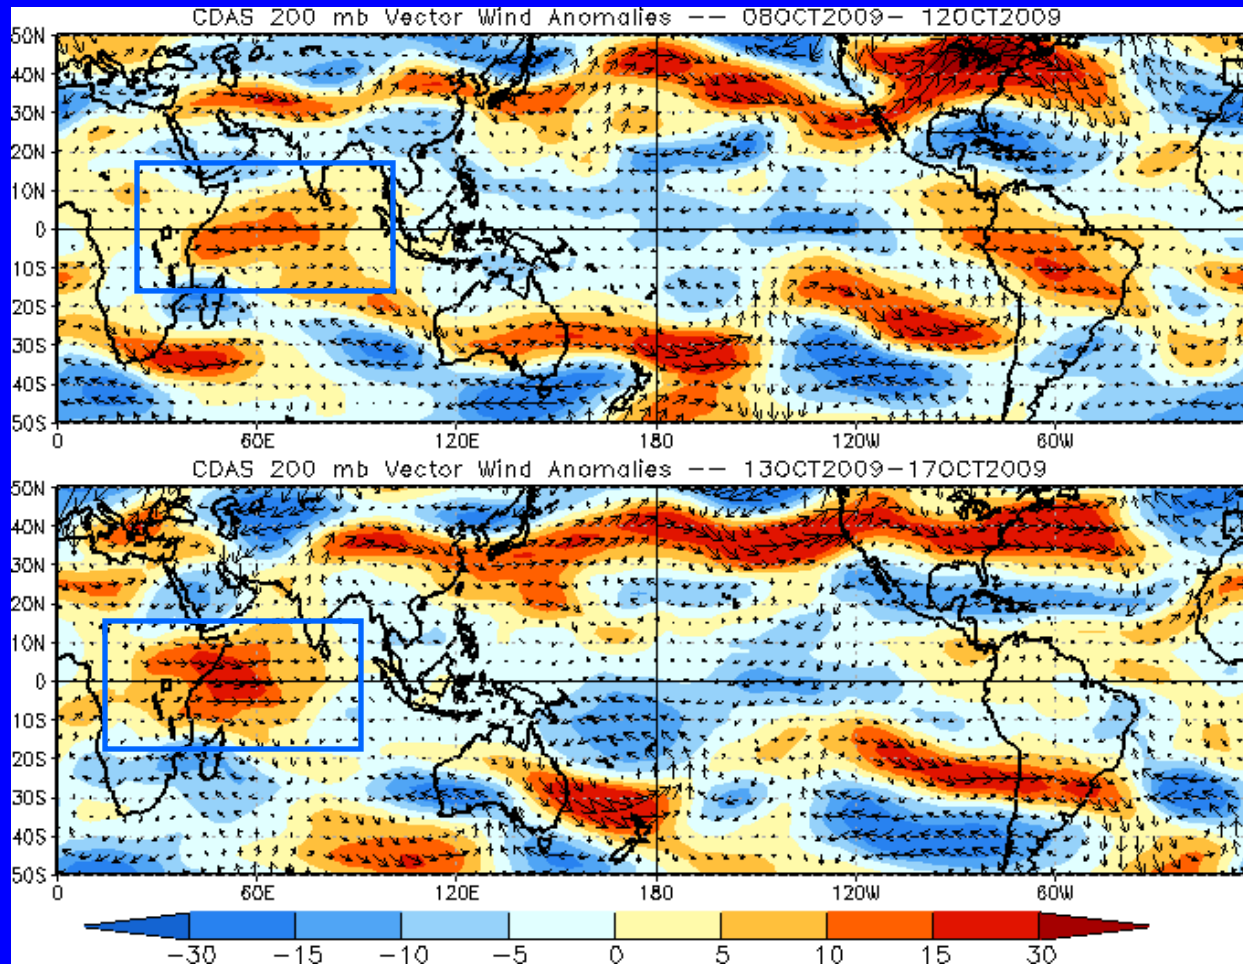 CDAS 200 mb Vector Wind Anomalies -- 08OCT2009- 12OCT2009
50N
40N
30N
20N
10N
0
10S
20S
30S
40S
50S
0 60E 120E 180 120W 60W
CDAS 200 mb Vector Wind Anomalies -- 13OCT2009-17OCT2009
50N
40N
30N
20N
10N
0
10S
20S
30S
40S
50S
0 60E 120E 180 120W 60W
-30 -15 -10 -5 0 5 10 15 30